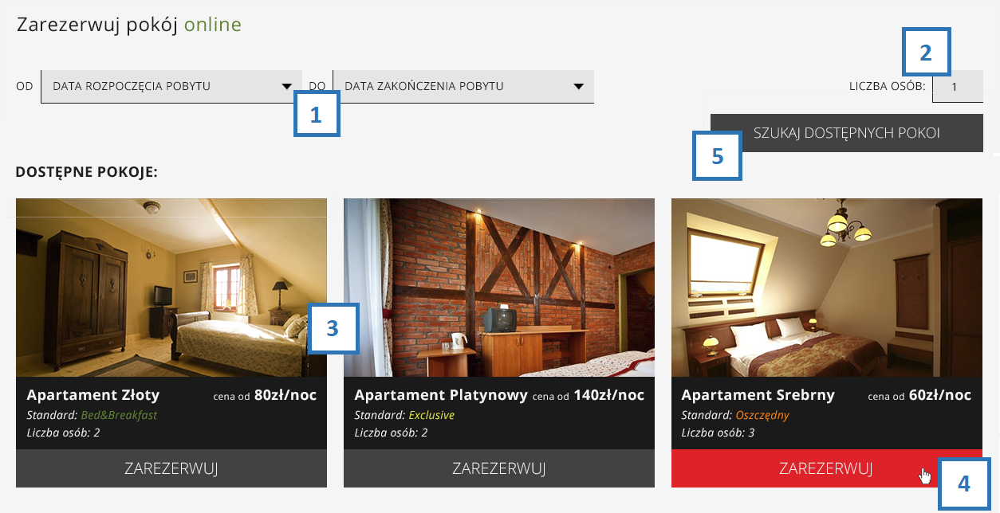 Zarezerwuj pokój online
2
OD DATA ROZPOCZĘCIA POBYTU DO DATA ZAKOŃCZENIA POBYTU LICZBA OSÓB: 1
1
SZUKAJ DOSTĘPNYCH POKOI
5
DOSTĘPNE POKOJE:
3
Apartament Złoty cena od 80zł/noc
Standard: Bed&Breakfast
Liczba osób: 2
ZAREZERWUJ
Apartament Platynowy cena od 140zł/noc
Standard: Exclusive
Liczba osób: 2
ZAREZERWUJ
Apartament Srebrny cena od 60zł/noc
Standard: Oszczędny
Liczba osób: 3
ZAREZERWUJ
4